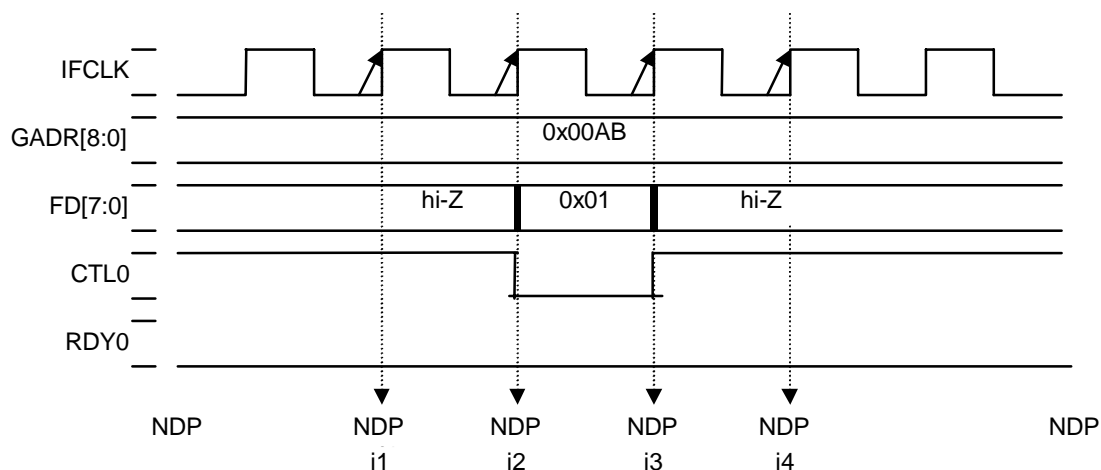 IFCLK
GADR[8:0]
0x00AB
FD[7:0]
hi-Z 0x01 hi-Z
CTL0
RDY0
NDP NDP NDP NDP NDP NDP
i1 i2 i3 i4